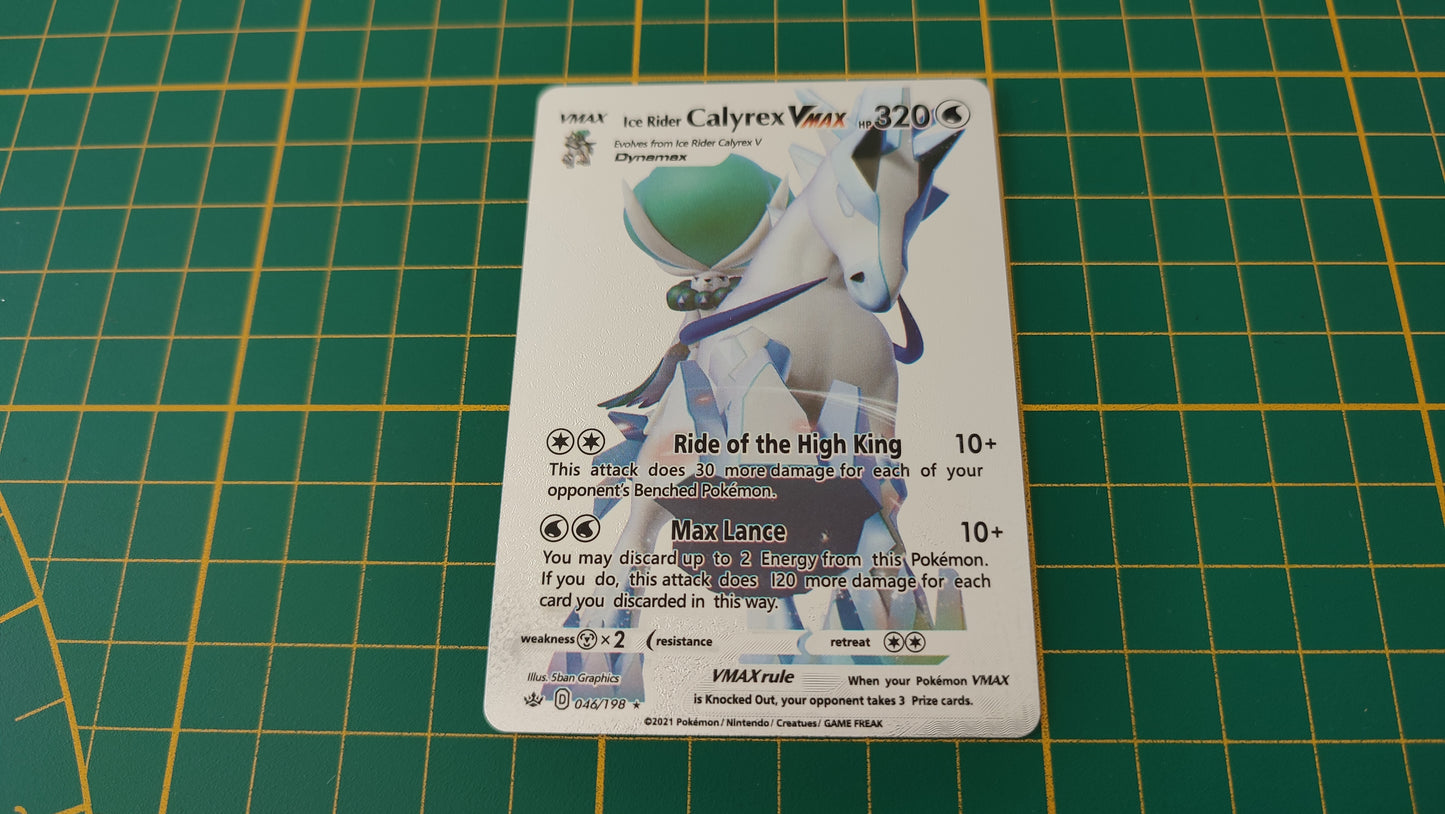 VMAX Ice Rider Calyrex VMAX HP 320
Evolves from Ice Rider Calyrex V
Dynamax
Ride of the High King 10+
This attack does 30 more damage for each of your
opponent's Benched Pokémon.
Max Lance 10+
You may discard up to 2 Energy from this Pokémon.
If you do, this attack does 120 more damage for each
card you discarded in this way.
weakness ×2 resistance retreat
Illus. 5ban Graphics VMAX rule When your Pokémon VMAX
D 046/198 ★ is Knocked Out, your opponent takes 3 Prize cards.
©2021 Pokémon / Nintendo / Creatues / GAME FREAK